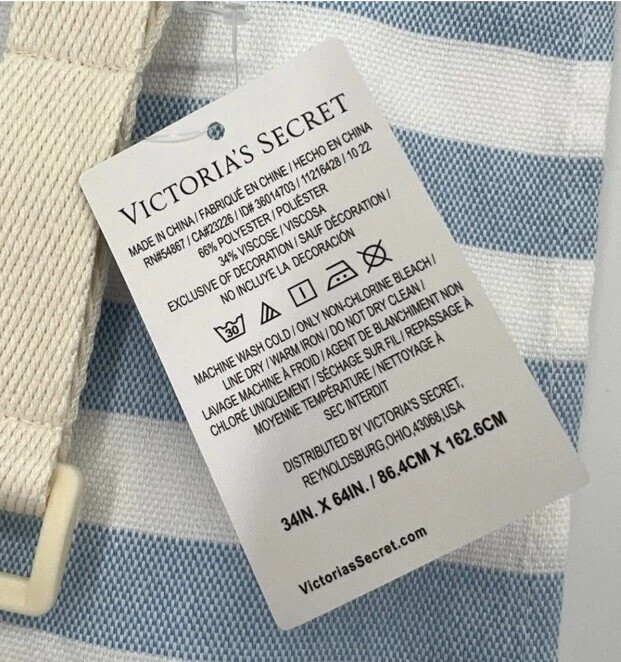 VICTORIA'S SECRET
MADE IN CHINA / FABRIQUÉ EN CHINE / HECHO EN CHINA
RN#54867 / CA#23226 / ID# 36014703 / 11216428 / 10 22
66% POLYESTER / POLIÉSTER
34% VISCOSE / VISCOSA
EXCLUSIVE OF DECORATION / SAUF DÉCORATION /
NO INCLUYE LA DECORACIÓN
30
MACHINE WASH COLD / ONLY NON-CHLORINE BLEACH /
LINE DRY / WARM IRON / DO NOT DRY CLEAN /
LAVAGE MACHINE À FROID / AGENT DE BLANCHIMENT NON
CHLORÉ UNIQUEMENT / SÉCHAGE SUR FIL / REPASSAGE À
MOYENNE TEMPÉRATURE / NETTOYAGE À
SEC INTERDIT
DISTRIBUTED BY VICTORIA'S SECRET,
REYNOLDSBURG,OHIO,43068,USA
34IN. X 64IN. / 86.4CM X 162.6CM
VictoriasSecret.com